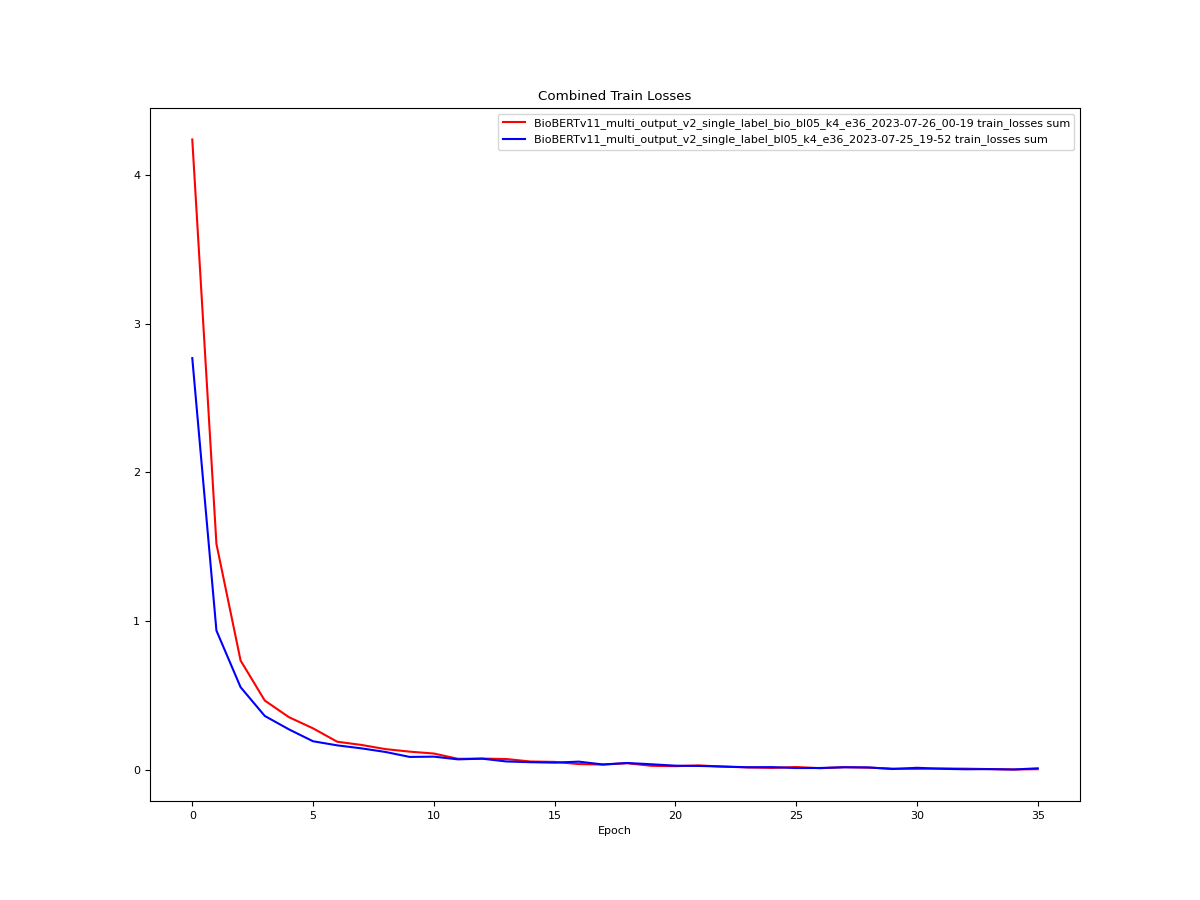 Combined Train Losses
BioBERTv11_multi_output_v2_single_label_bio_bl05_k4_e36_2023-07-26_00-19 train_losses sum
BioBERTv11_multi_output_v2_single_label_bl05_k4_e36_2023-07-25_19-52 train_losses sum
4
3
2
1
0
0 5 10 15 20 25 30 35
Epoch